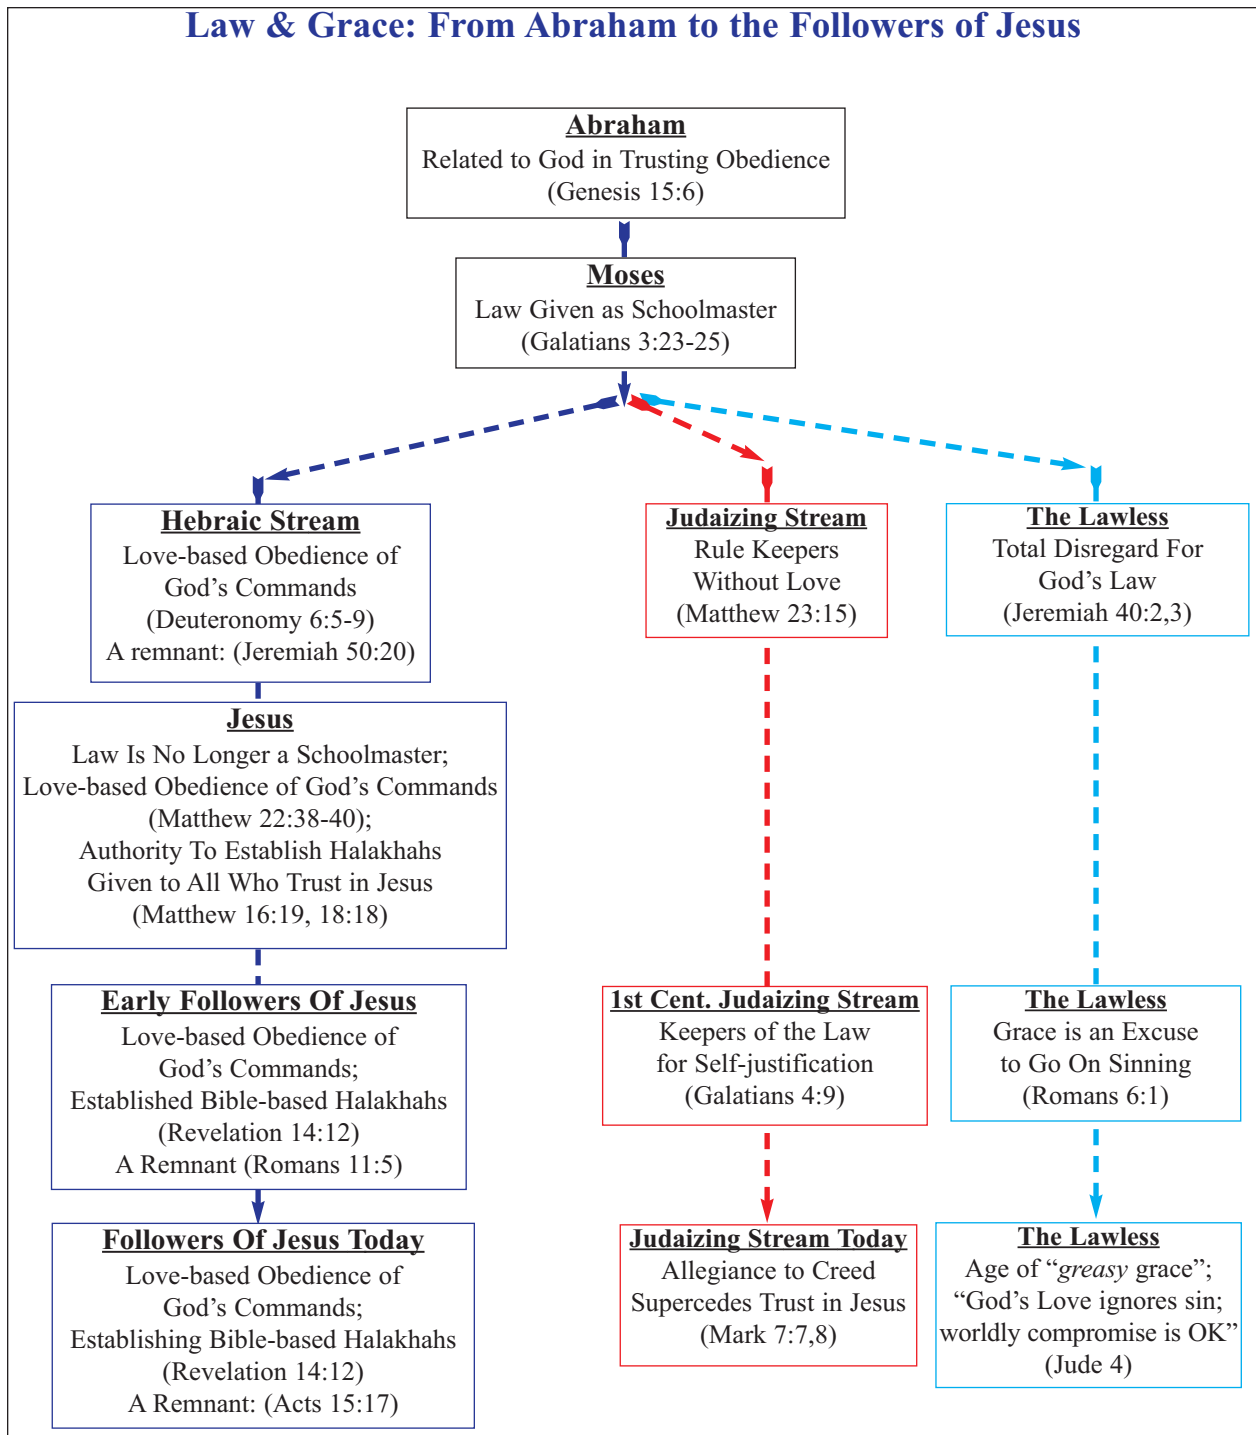 Law & Grace: From Abraham to the Followers of Jesus
Abraham
Related to God in Trusting Obedience
(Genesis 15:6)
Moses
Law Given as Schoolmaster
(Galatians 3:23-25)
Hebraic Stream
Love-based Obedience of
God’s Commands
(Deuteronomy 6:5-9)
A remnant: (Jeremiah 50:20)
Judaizing Stream
Rule Keepers
Without Love
(Matthew 23:15)
The Lawless
Total Disregard For
God’s Law
(Jeremiah 40:2,3)
Jesus
Law Is No Longer a Schoolmaster;
Love-based Obedience of God’s Commands
(Matthew 22:38-40);
Authority To Establish Halakhahs
Given to All Who Trust in Jesus
(Matthew 16:19, 18:18)
Early Followers Of Jesus
Love-based Obedience of
God’s Commands;
Established Bible-based Halakhahs
(Revelation 14:12)
A Remnant (Romans 11:5)
1st Cent. Judaizing Stream
Keepers of the Law
for Self-justification
(Galatians 4:9)
The Lawless
Grace is an Excuse
to Go On Sinning
(Romans 6:1)
Followers Of Jesus Today
Love-based Obedience of
God’s Commands;
Establishing Bible-based Halakhahs
(Revelation 14:12)
A Remnant: (Acts 15:17)
Judaizing Stream Today
Allegiance to Creed
Supercedes Trust in Jesus
(Mark 7:7,8)
The Lawless
Age of “greasy grace”;
“God’s Love ignores sin;
worldly compromise is OK”
(Jude 4)